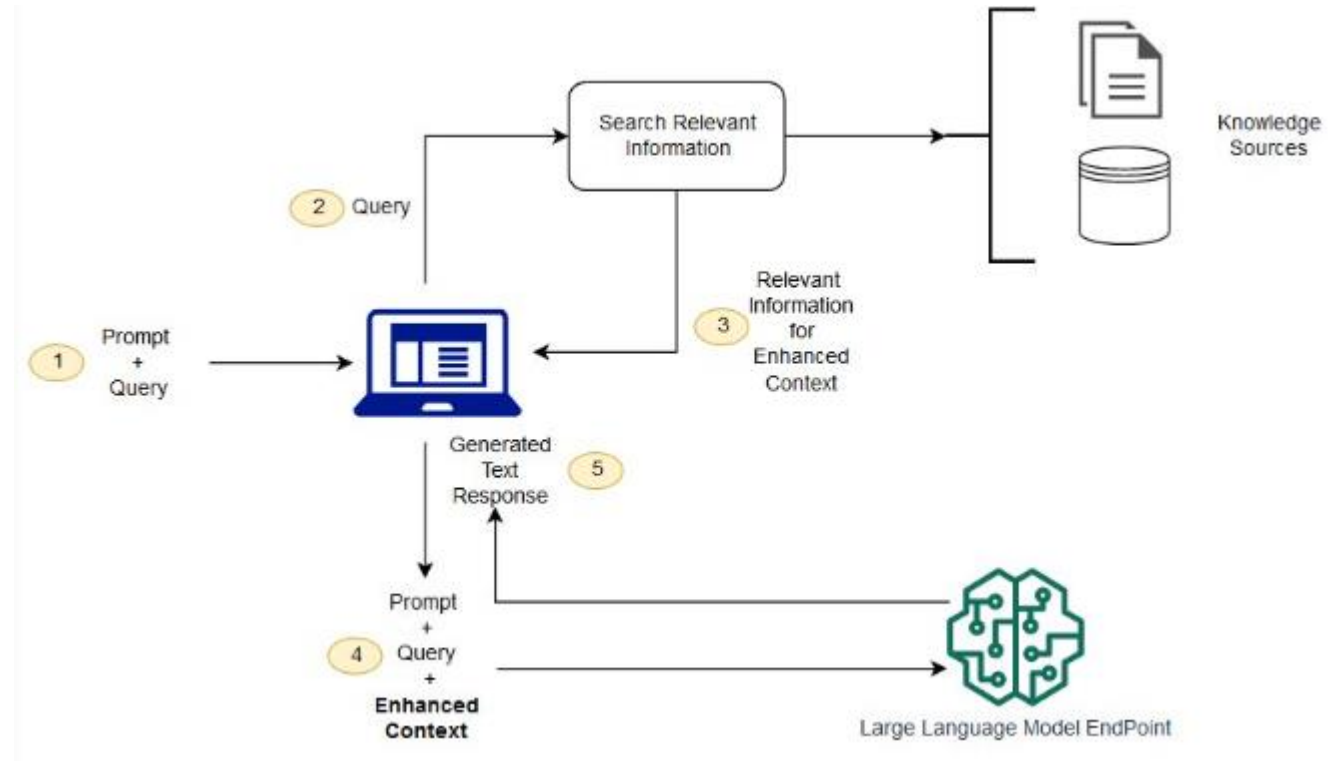 Search Relevant
Information
Knowledge
Sources
2 Query
Relevant
Information
for
Enhanced
Context
3
1
Prompt
+
Query
Generated
Text
Response
5
Prompt
+
Query
+
Enhanced
Context
4
Large Language Model EndPoint